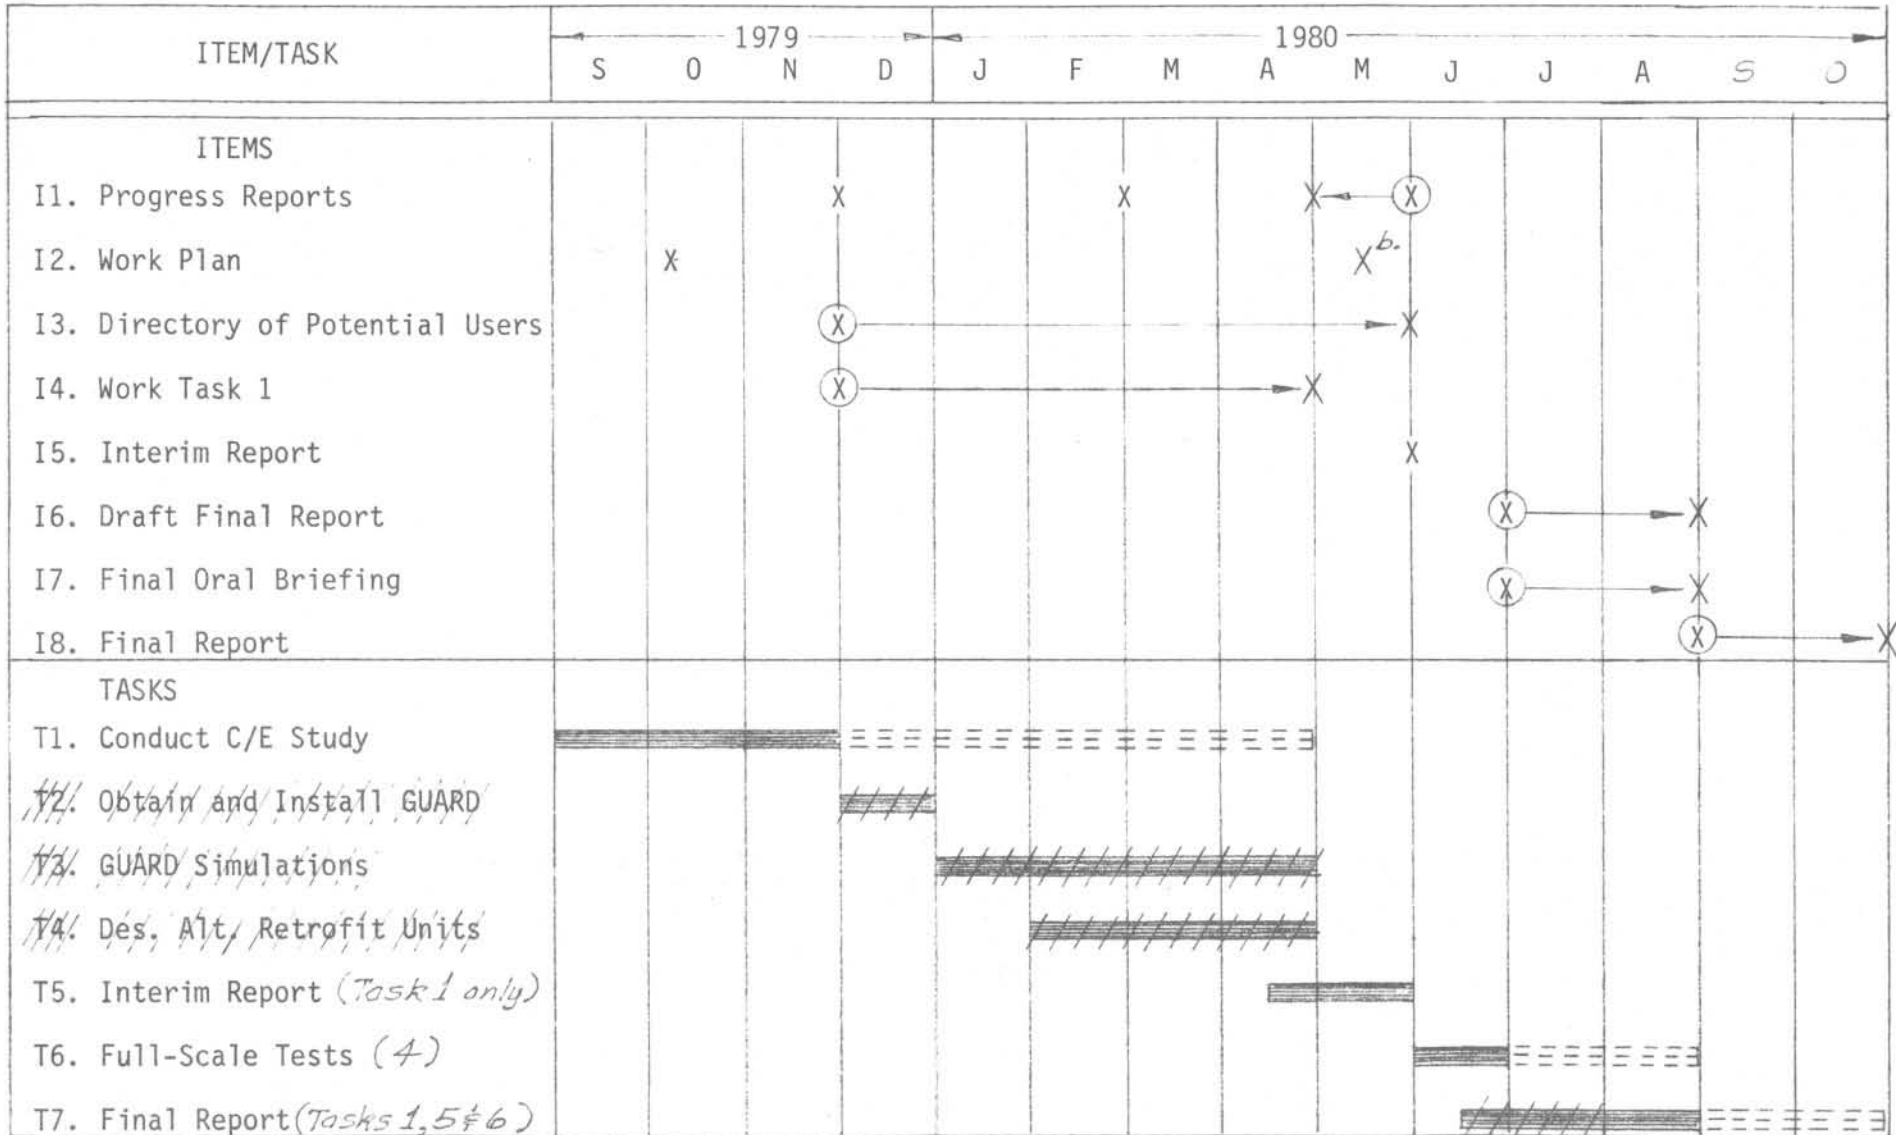 ITEM/TASK
1979 1980
S O N D J F M A M J J A S O
ITEMS
I1. Progress Reports X X X X
I2. Work Plan X X b.
I3. Directory of Potential Users X X
I4. Work Task 1 X X
I5. Interim Report X
I6. Draft Final Report X X
I7. Final Oral Briefing X X
I8. Final Report X X
TASKS
T1. Conduct C/E Study
T2. Obtain and Install GUARD
T3. GUARD Simulations
T4. Des. Alt. Retrofit Units
T5. Interim Report (Task 1 only)
T6. Full-Scale Tests (4)
T7. Final Report (Tasks 1, 5 & 6)